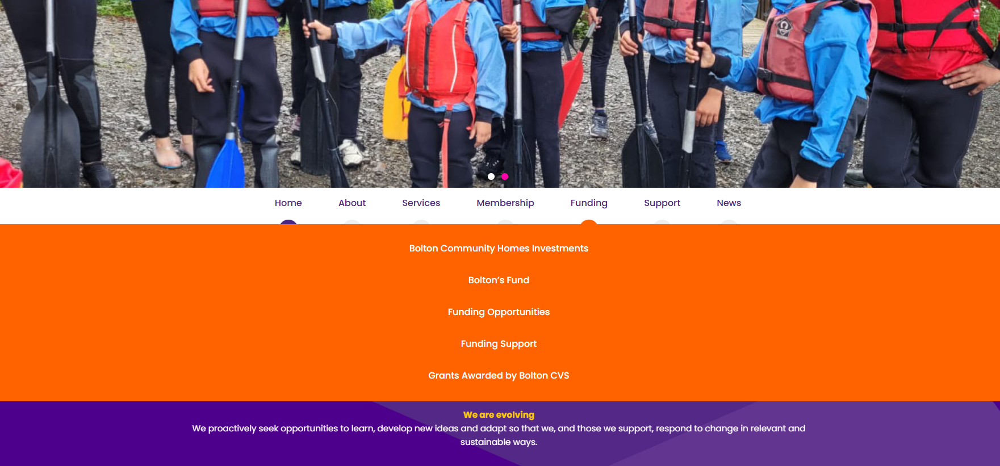 Home About Services Membership Funding Support News
Bolton Community Homes Investments
Bolton’s Fund
Funding Opportunities
Funding Support
Grants Awarded by Bolton CVS
We are evolving
We proactively seek opportunities to learn, develop new ideas and adapt so that we, and those we support, respond to change in relevant and
sustainable ways.